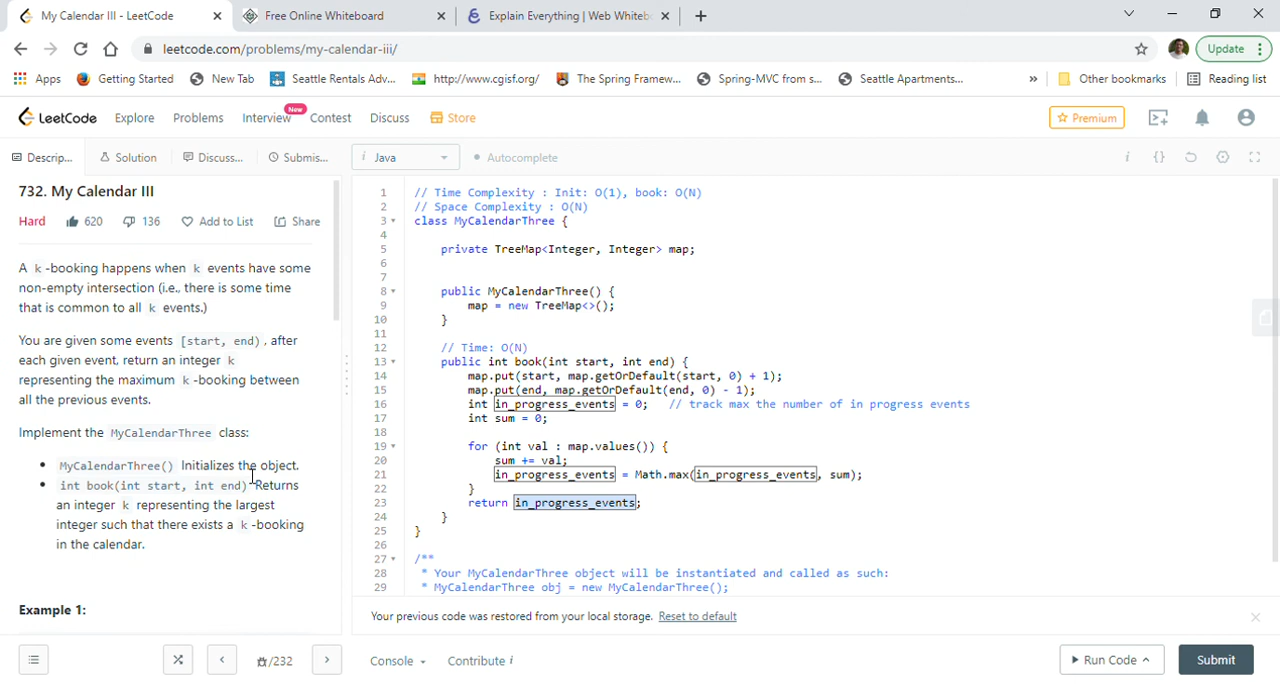 My Calendar III - LeetCode
Free Online Whiteboard
Explain Everything | Web Whiteb
leetcode.com/problems/my-calendar-iii/
Update
Apps Getting Started New Tab Seattle Rentals Adv... http://www.cgisf.org/ The Spring Framew... Spring-MVC from s... Seattle Apartments... » Other bookmarks Reading list
LeetCode Explore Problems Interview New Contest Discuss Store Premium
Descrip... Solution Discuss... Submis... i Java Autocomplete
732. My Calendar III
Hard 620 136 Add to List Share
A k -booking happens when k events have some
non-empty intersection (i.e., there is some time
that is common to all k events.)
You are given some events [start, end) , after
each given event, return an integer k
representing the maximum k -booking between
all the previous events.
Implement the MyCalendarThree class:
• MyCalendarThree() Initializes the object.
• int book(int start, int end) Returns
an integer k representing the largest
integer such that there exists a k -booking
in the calendar.
Example 1:
1 // Time Complexity : Init: O(1), book: O(N)
2 // Space Complexity : O(N)
3 class MyCalendarThree {
4
5 private TreeMap<Integer, Integer> map;
6
7
8 public MyCalendarThree() {
9 map = new TreeMap<>();
10 }
11
12 // Time: O(N)
13 public int book(int start, int end) {
14 map.put(start, map.getOrDefault(start, 0) + 1);
15 map.put(end, map.getOrDefault(end, 0) - 1);
16 int in_progress_events = 0; // track max the number of in progress events
17 int sum = 0;
18
19 for (int val : map.values()) {
20 sum += val;
21 in_progress_events = Math.max(in_progress_events, sum);
22 }
23 return in_progress_events;
24 }
25 }
26
27 /**
28 * Your MyCalendarThree object will be instantiated and called as such:
29 * MyCalendarThree obj = new MyCalendarThree();
Your previous code was restored from your local storage. Reset to default
/232 Console Contribute i Run Code Submit